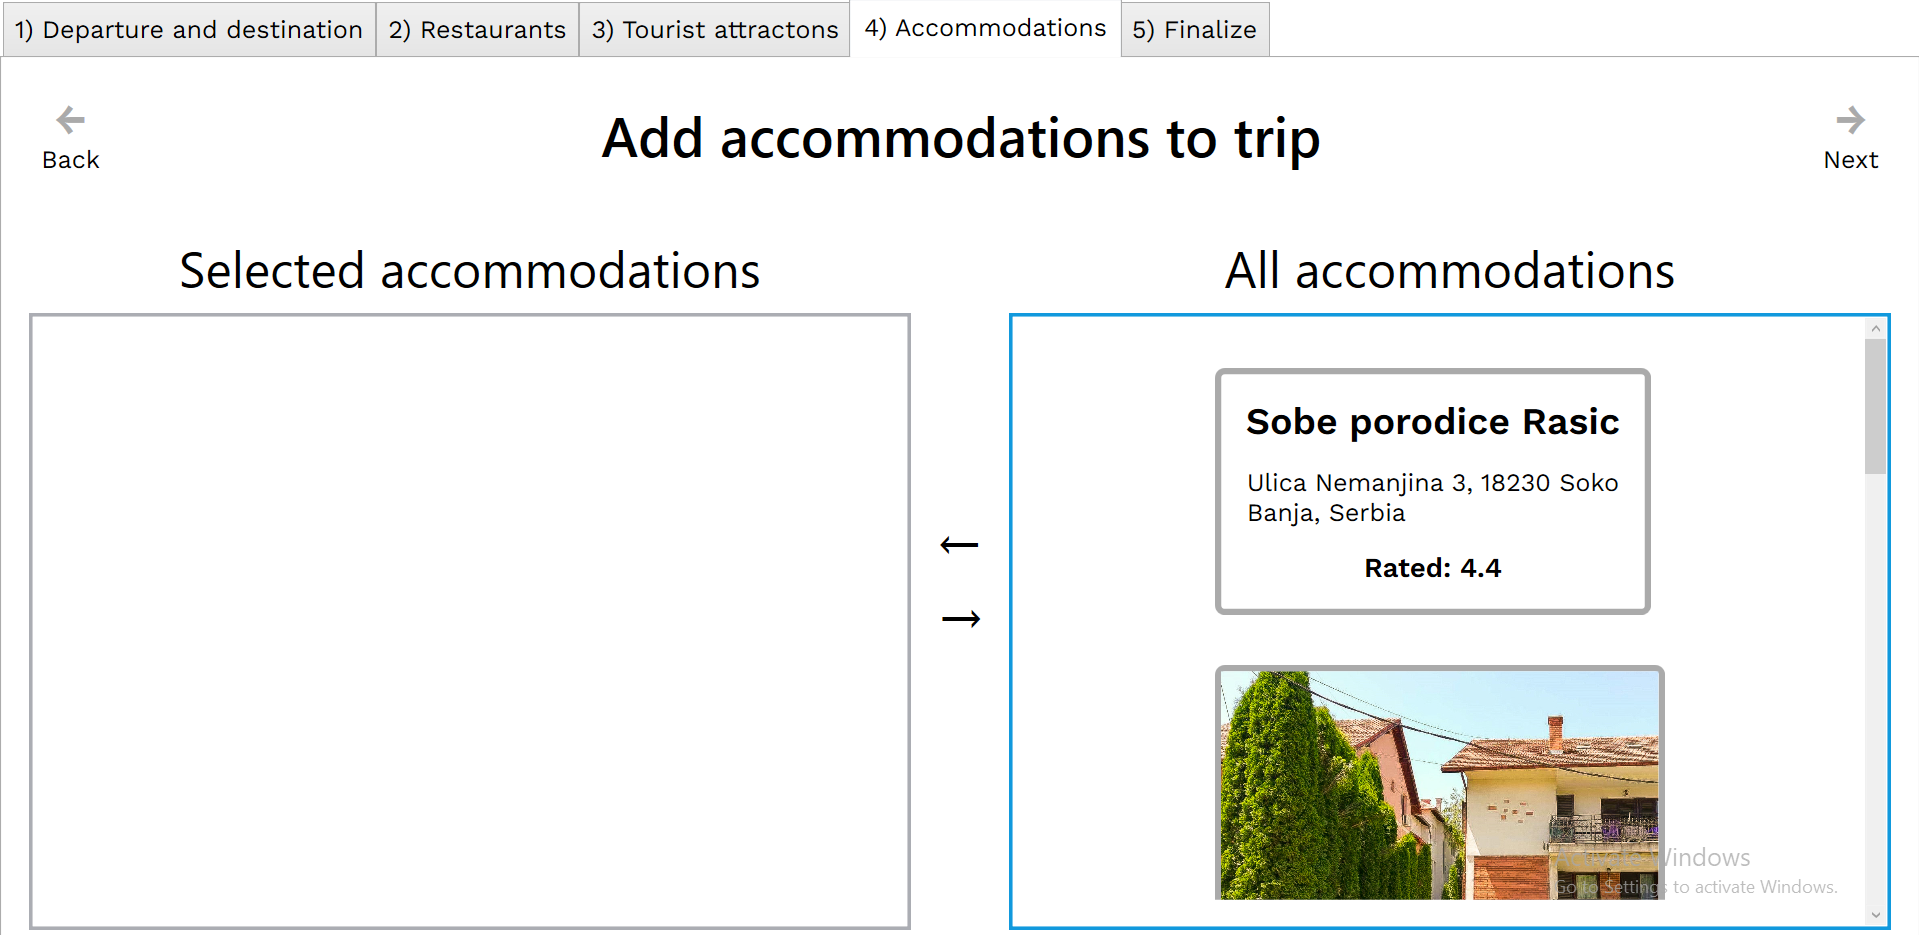 1) Departure and destination
2) Restaurants
3) Tourist attractons
4) Accommodations
5) Finalize
Back
Add accommodations to trip
Next
Selected accommodations
All accommodations
Sobe porodice Rasic
Ulica Nemanjina 3, 18230 Soko
Banja, Serbia
Rated: 4.4
Activate Windows
Go to Settings to activate Windows.